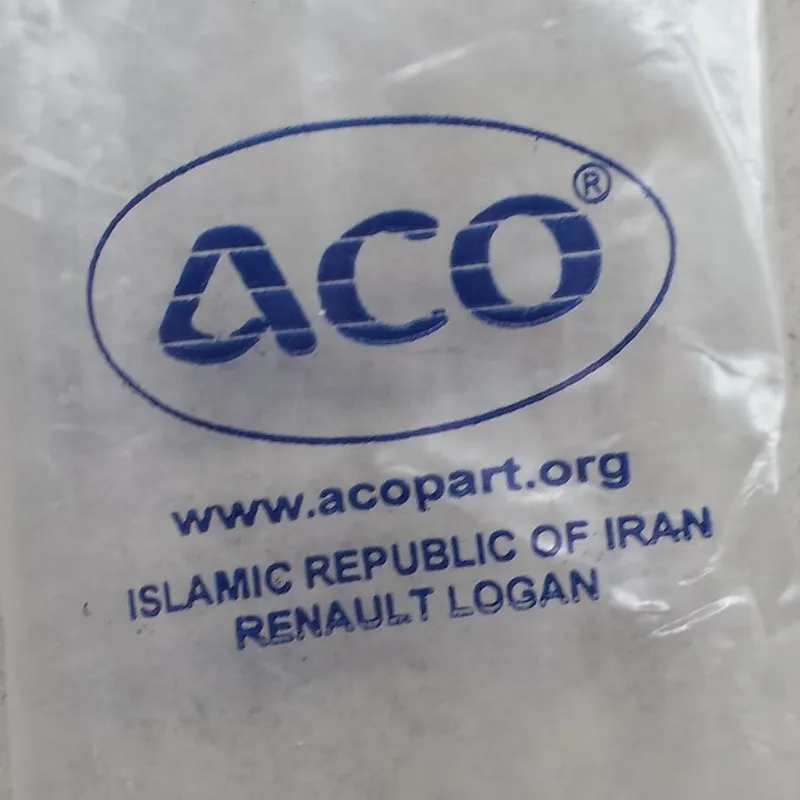 ACO®
www.acopart.org
ISLAMIC REPUBLIC OF IRAN
RENAULT LOGAN